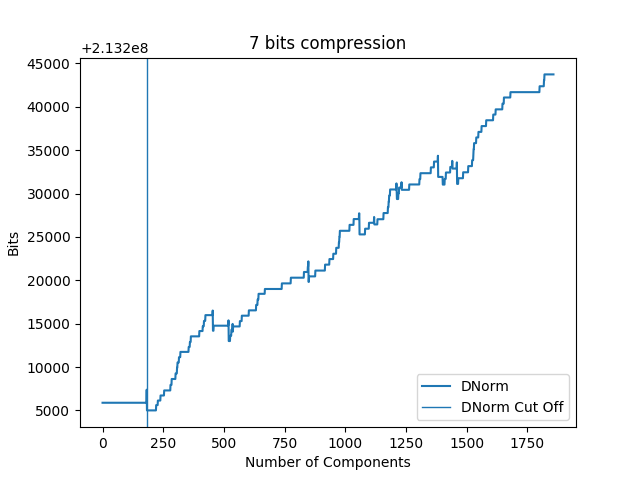 7 bits compression
+2.132e8
45000
40000
35000
30000
25000
20000
15000
10000
5000
Bits
0
250
500
750
1000
1250
1500
1750
Number of Components
DNorm
DNorm Cut Off